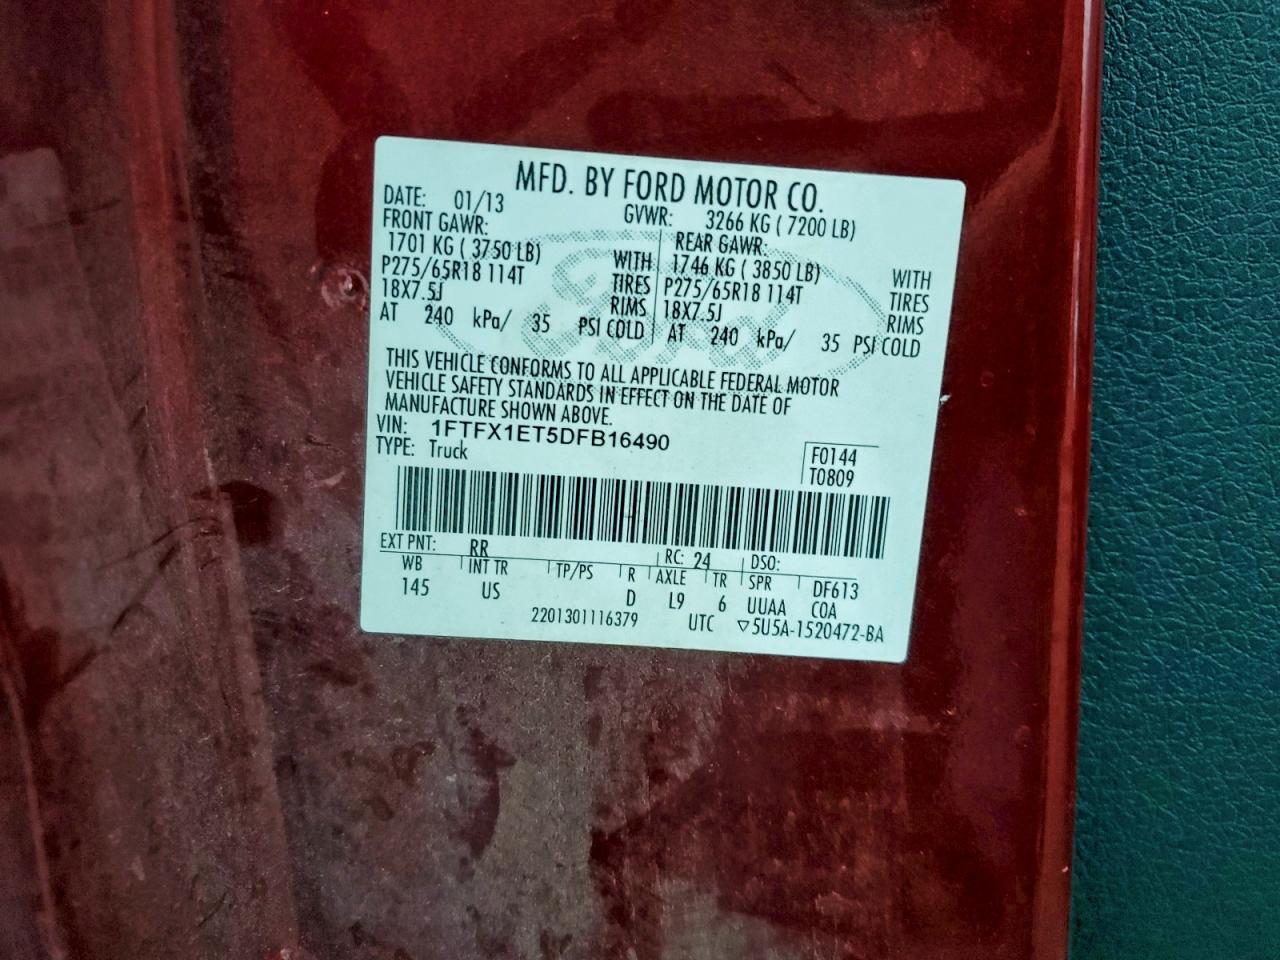 MFD. BY FORD MOTOR CO.
DATE: 01/13 GVWR: 3266 KG ( 7200 LB)
FRONT GAWR: REAR GAWR:
1701 KG ( 3750 LB) WITH 1746 KG ( 3850 LB) WITH
P275/65R18 114T TIRES P275/65R18 114T TIRES
18X7.5J RIMS 18X7.5J RIMS
AT 240 kPa/ 35 PSI COLD AT 240 kPa/ 35 PSI COLD
Ford
THIS VEHICLE CONFORMS TO ALL APPLICABLE FEDERAL MOTOR
VEHICLE SAFETY STANDARDS IN EFFECT ON THE DATE OF
MANUFACTURE SHOWN ABOVE.
VIN: 1FTFX1ET5DFB16490
TYPE: Truck
F0144
T0809
EXT PNT: RR RC: 24 DSO:
WB INT TR TP/PS R AXLE TR SPR DF613
145 US D L9 6 UUAA COA
2201301116379 UTC ▽5U5A-1520472-BA